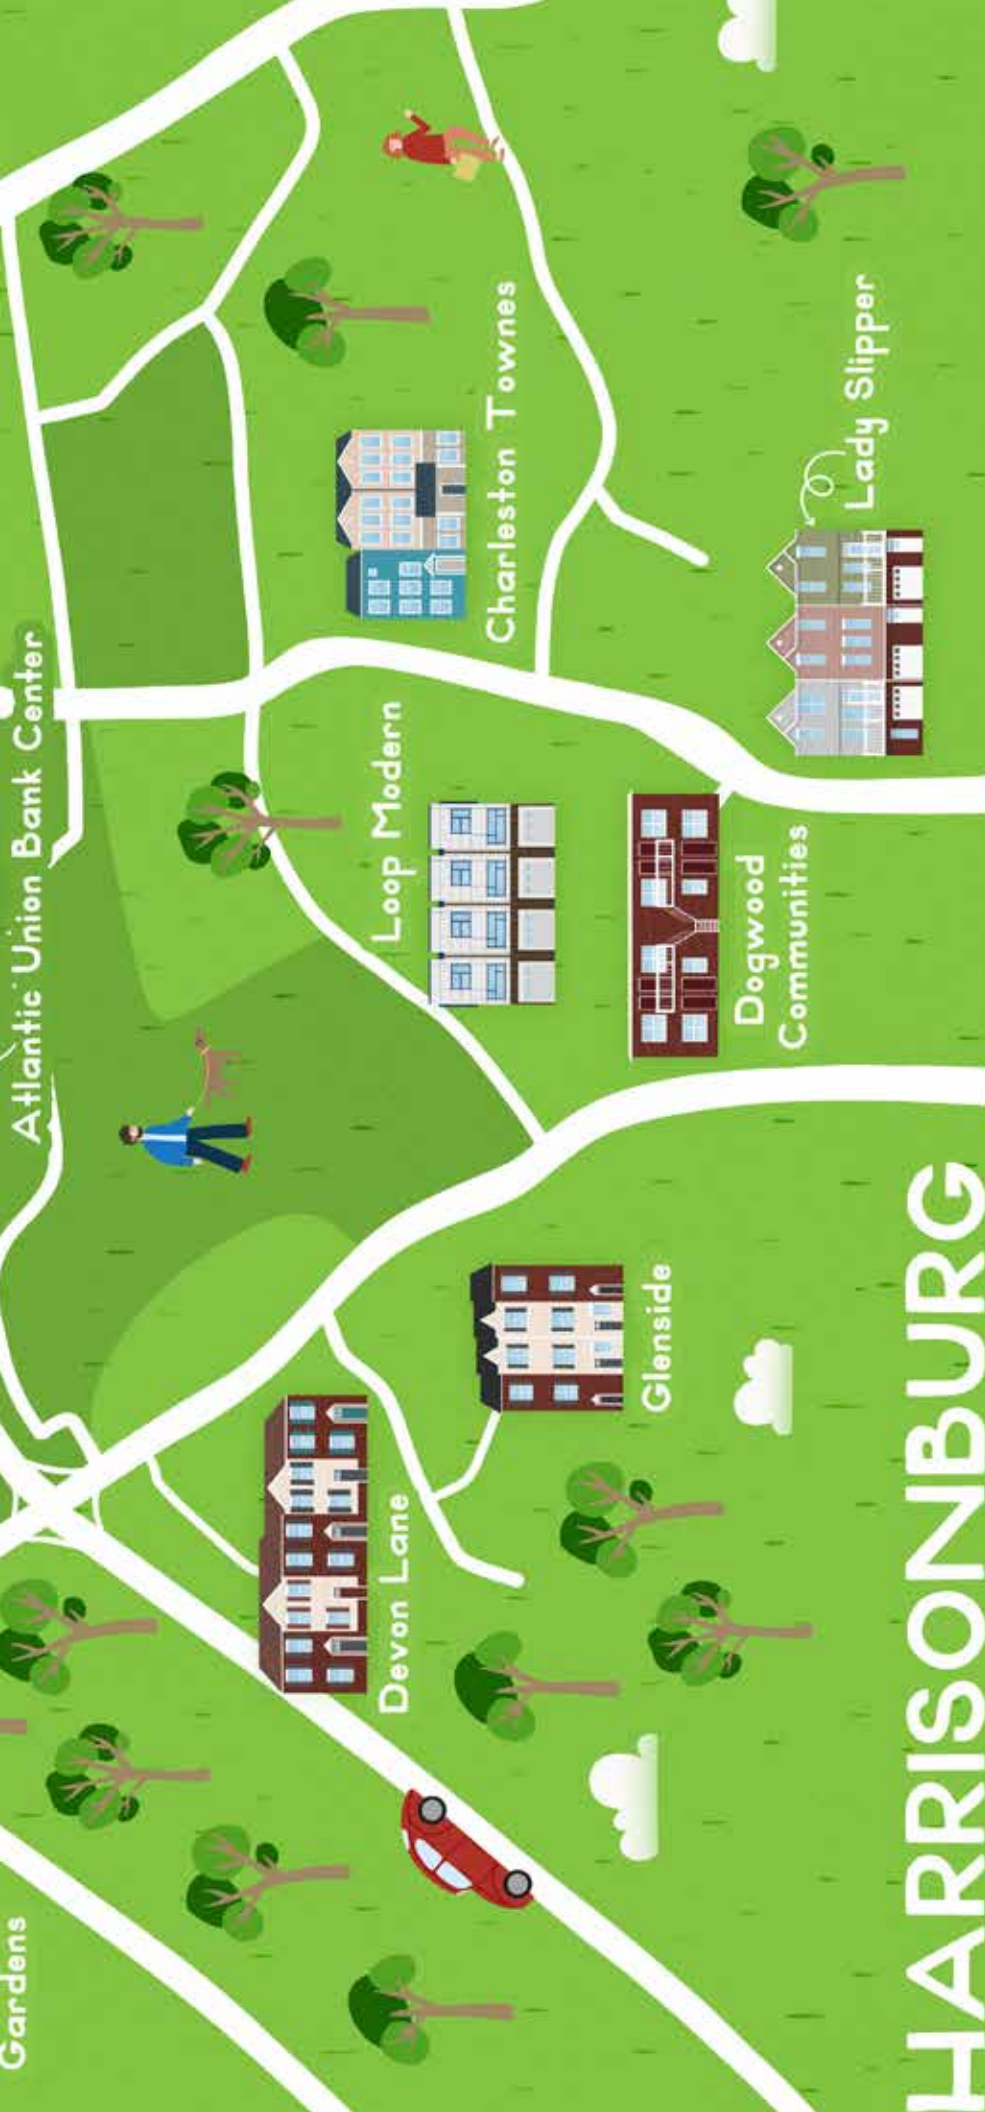 Gardens
Atlantic Union Bank Center
Devon Lane
Loop Modern
Charleston Townes
Glenside
Dogwood
Communities
Lady Slipper
HARRISONBURG